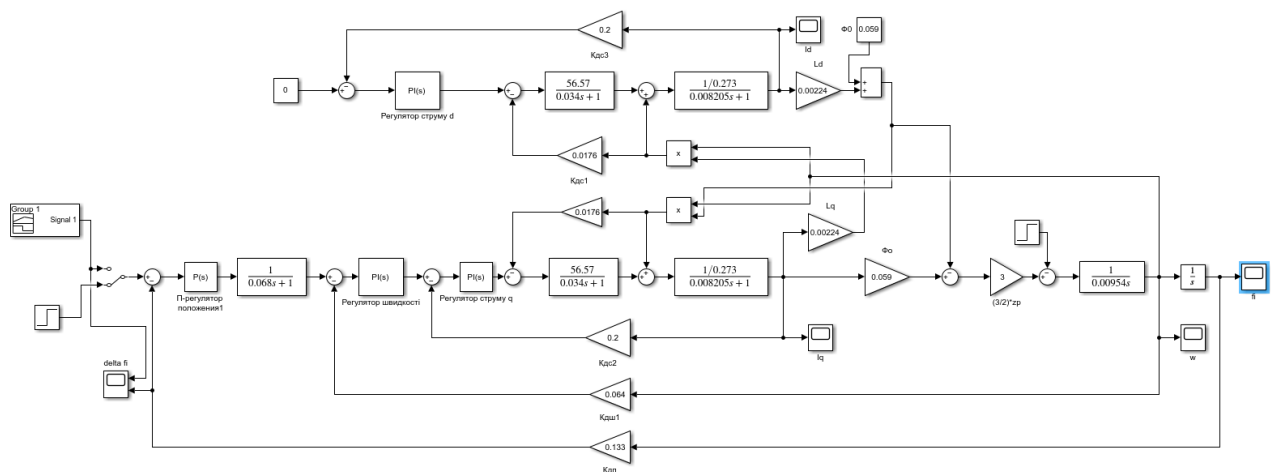 0.2
Кдс3
Id
Ф0
0.059
Ld
0
PI(s)
Регулятор струму d
56.57
0.034s + 1
1/0.273
0.008205s + 1
0.00224
0.0176
Кдс1
x
0.0176
x
Lq
0.00224
Group 1
Signal 1
P(s)
П-регулятор
положения1
1
0.068s + 1
PI(s)
Регулятор швидкості
PI(s)
Регулятор струму q
56.57
0.034s + 1
1/0.273
0.008205s + 1
Фо
0.059
3
(3/2)*zp
1
0.00954s
1
s
fi
0.2
Кдс2
Iq
w
delta fi
0.064
Кдш1
0.133